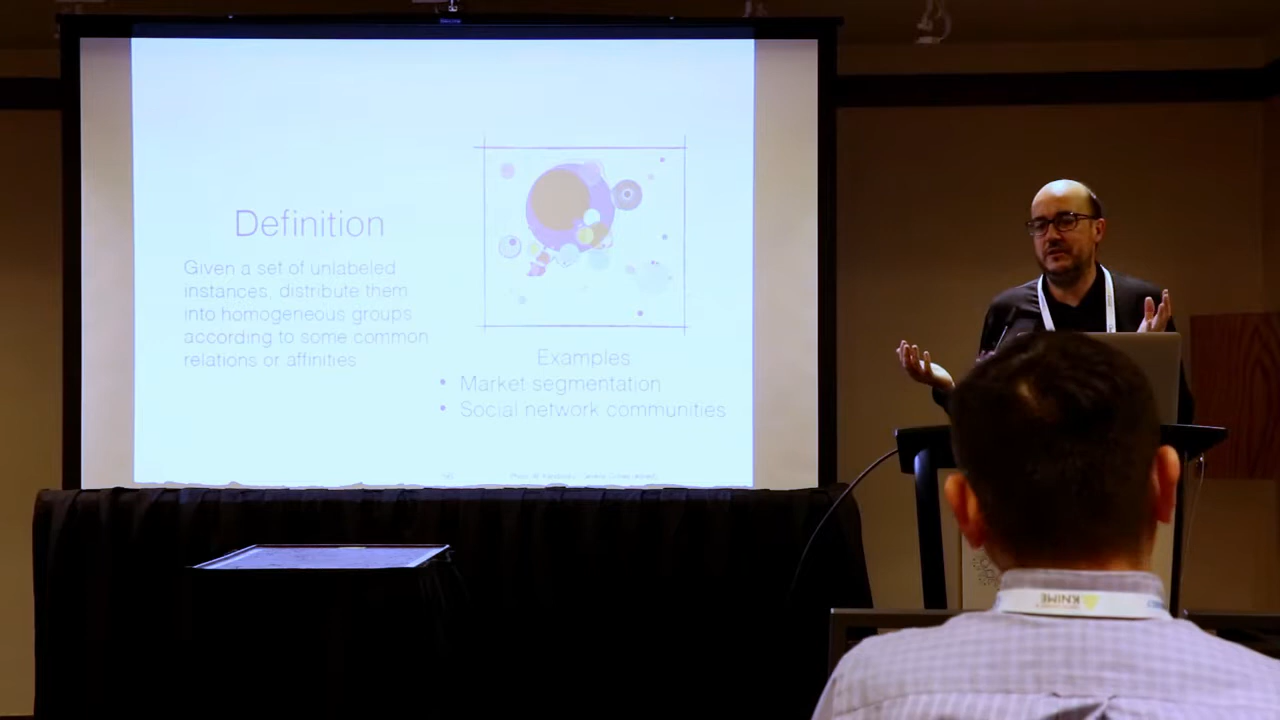 Definition
Given a set of unlabeled
instances, distribute them
into homogeneous groups
according to some common
relations or affinities
Examples
• Market segmentation
• Social network communities
KNIME